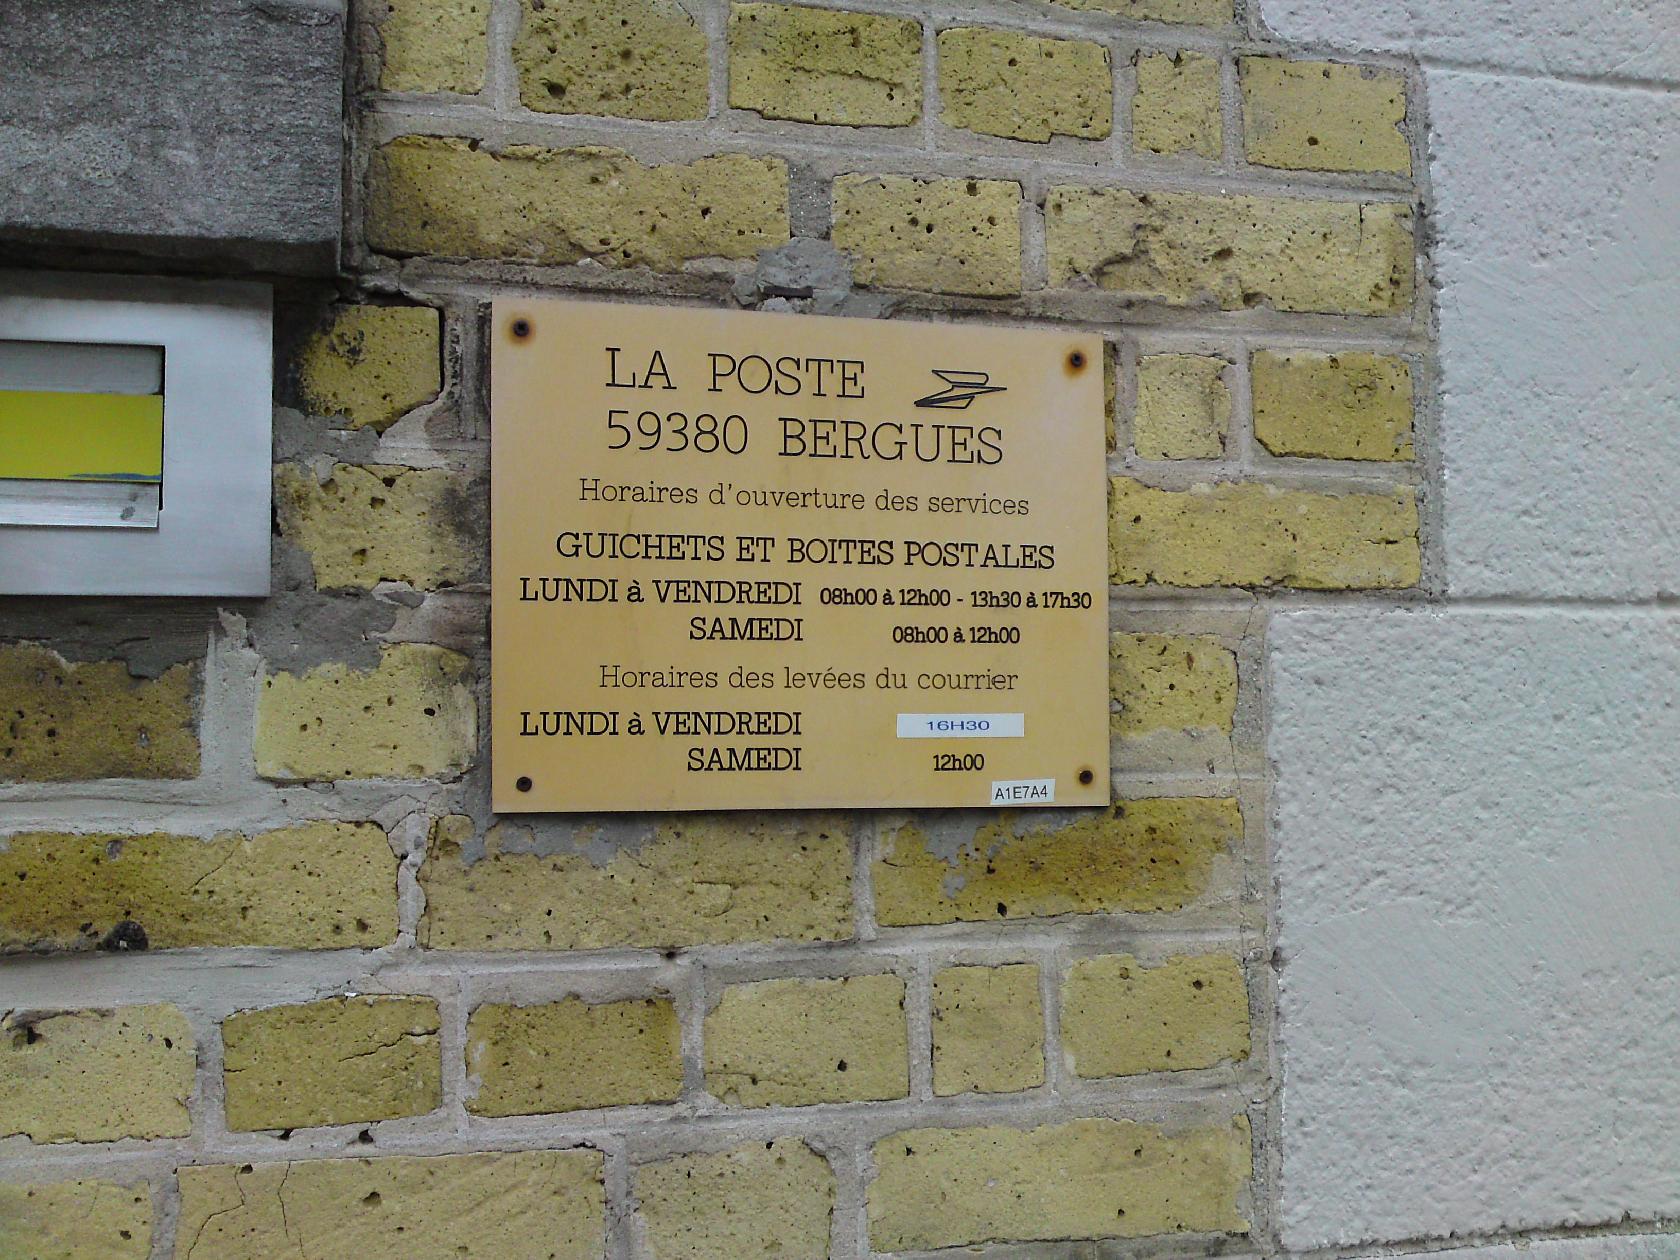 LA POSTE
59380 BERGUES
Horaires d'ouverture des services
GUICHETS ET BOITES POSTALES
LUNDI à VENDREDI 08h00 à 12h00 - 13h30 à 17h30
SAMEDI 08h00 à 12h00
Horaires des levées du courrier
LUNDI à VENDREDI 16H30
SAMEDI 12h00
A1E7A4